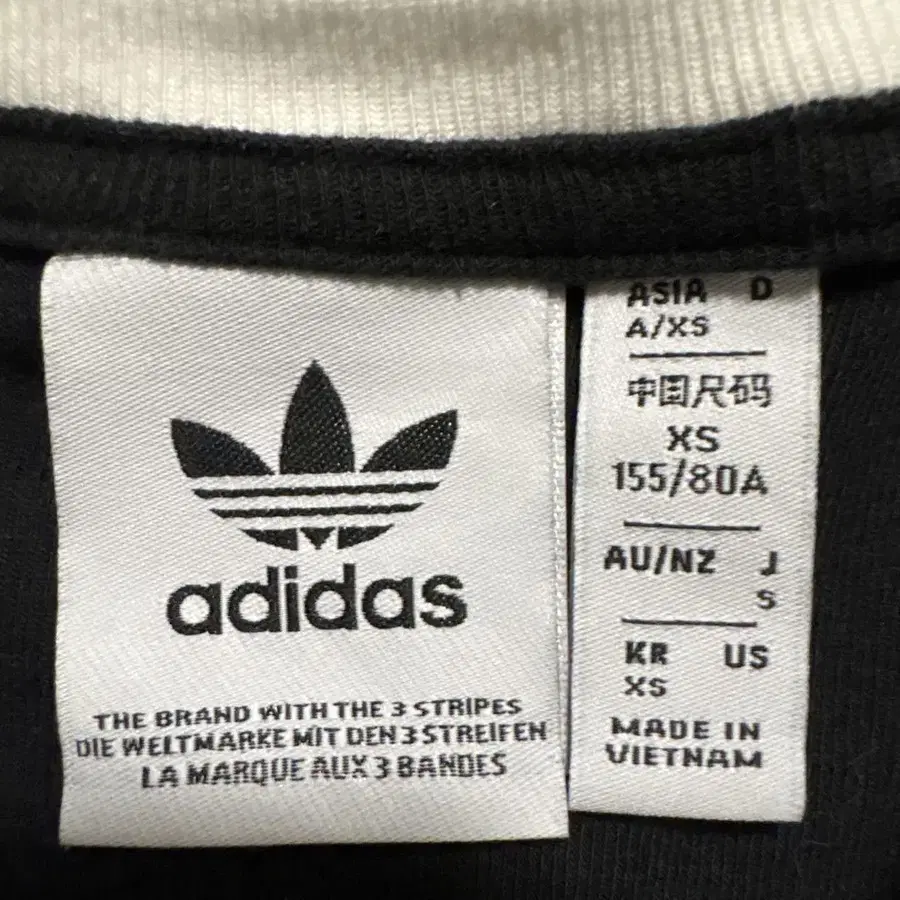 adidas
THE BRAND WITH THE 3 STRIPES
DIE WELTMARKE MIT DEN 3 STREIFEN
LA MARQUE AUX 3 BANDES
ASIA D
A/XS
中国尺码
XS
155/80A
AU/NZ J
S
KR US
XS
MADE IN
VIETNAM